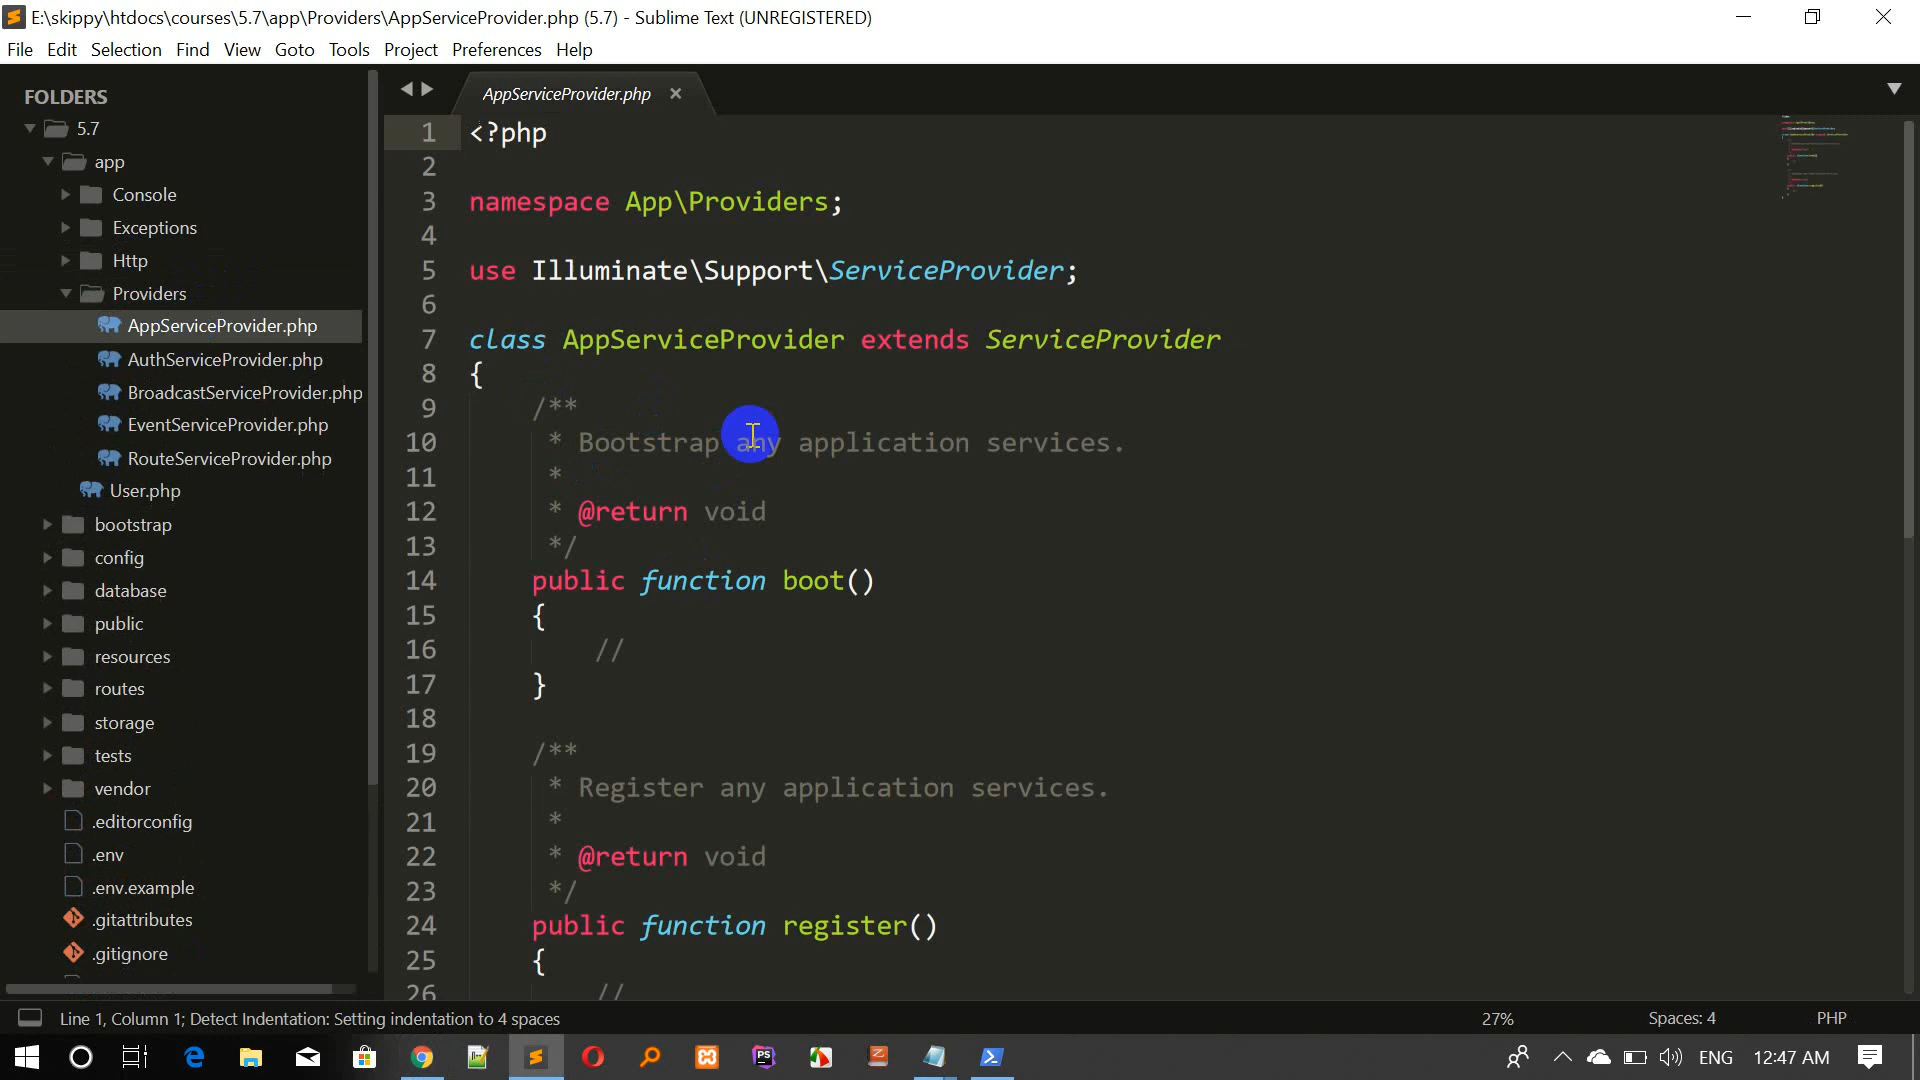 E:\skippy\htdocs\courses\5.7\app\Providers\AppServiceProvider.php (5.7) - Sublime Text (UNREGISTERED)
File Edit Selection Find View Goto Tools Project Preferences Help
FOLDERS
5.7
app
Console
Exceptions
Http
Providers
AppServiceProvider.php
AuthServiceProvider.php
BroadcastServiceProvider.php
EventServiceProvider.php
RouteServiceProvider.php
User.php
bootstrap
config
database
public
resources
routes
storage
tests
vendor
.editorconfig
.env
.env.example
.gitattributes
.gitignore
AppServiceProvider.php ×
1 <?php
2
3 namespace App\Providers;
4
5 use Illuminate\Support\ServiceProvider;
6
7 class AppServiceProvider extends ServiceProvider
8 {
9 /**
10 * Bootstrap any application services.
11 *
12 * @return void
13 */
14 public function boot()
15 {
16 //
17 }
18
19 /**
20 * Register any application services.
21 *
22 * @return void
23 */
24 public function register()
25 {
26 //
Line 1, Column 1; Detect Indentation: Setting indentation to 4 spaces
27% Spaces: 4 PHP
ENG 12:47 AM